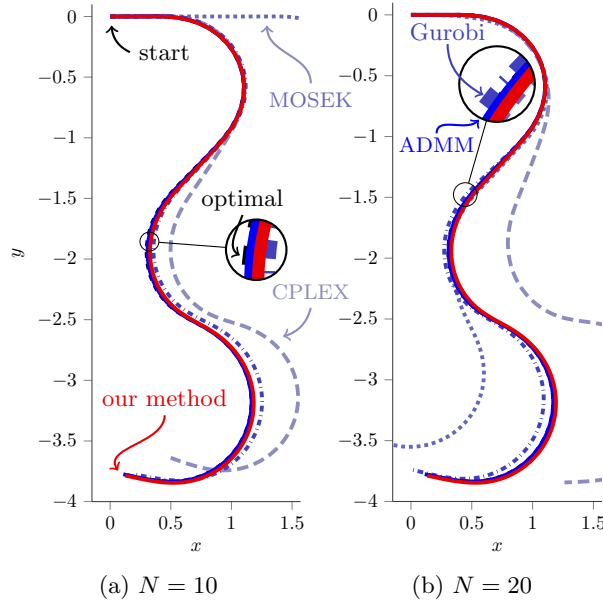 0
−0.5
−1
−1.5
−2
−2.5
−3
−3.5
−4
y
0
0.5
1
1.5
x
start
MOSEK
optimal
CPLEX
our method
(a) N = 10
0
−0.5
−1
−1.5
−2
−2.5
−3
−3.5
−4
y
0
0.5
1
1.5
x
Gurobi
ADMM
(b) N = 20